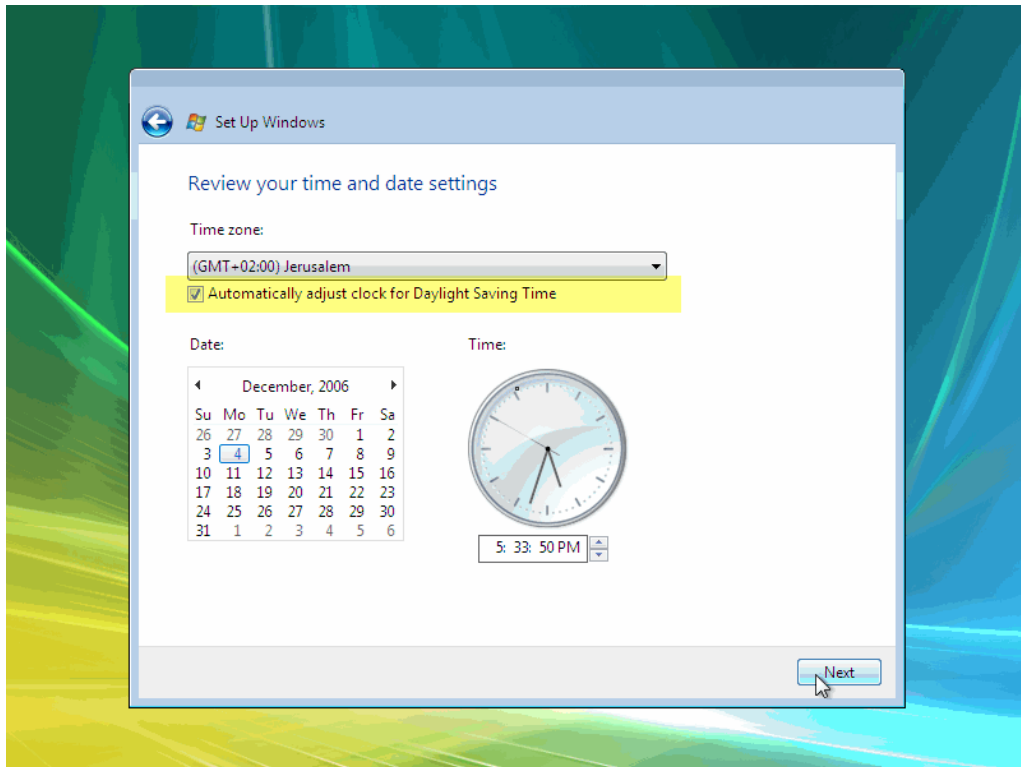 Set Up Windows
Review your time and date settings
Time zone:
(GMT+02:00) Jerusalem
Automatically adjust clock for Daylight Saving Time
Date:
Time:
December, 2006
Su Mo Tu We Th Fr Sa
26 27 28 29 30 1 2
3 4 5 6 7 8 9
10 11 12 13 14 15 16
17 18 19 20 21 22 23
24 25 26 27 28 29 30
31 1 2 3 4 5 6
5: 33: 50 PM
Next